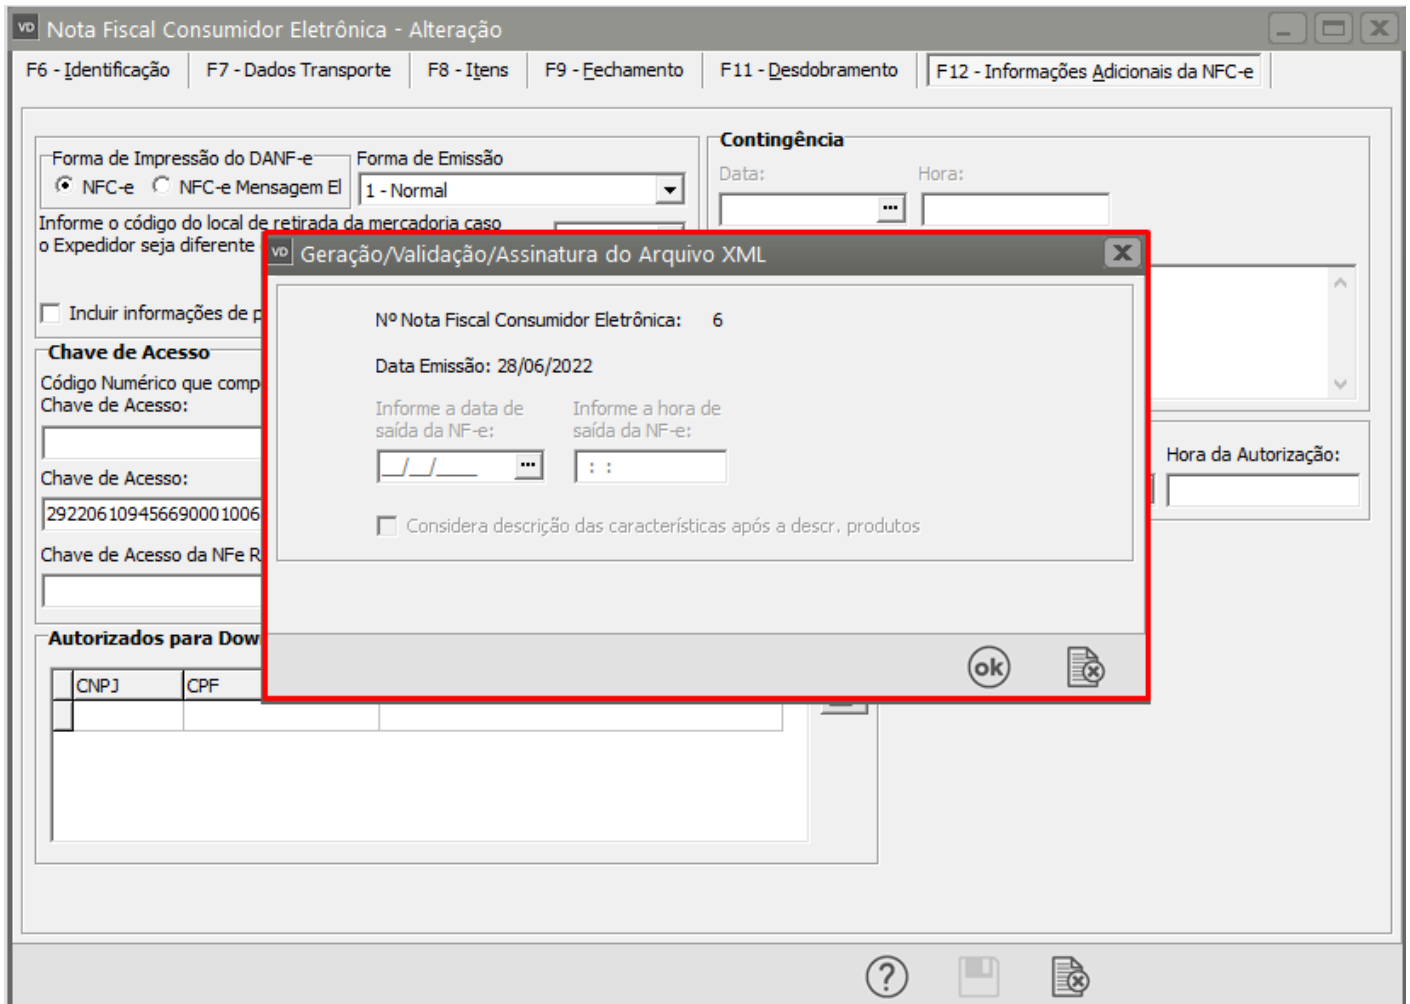 VD Nota Fiscal Consumidor Eletrônica - Alteração
F6 - Identificação F7 - Dados Transporte F8 - Itens F9 - Fechamento F11 - Desdobramento F12 - Informações Adicionais da NFC-e
Forma de Impressão do DANF-e
NFC-e NFC-e Mensagem El
Forma de Emissão
1 - Normal
Contingência
Data: Hora:
Informe o código do local de retirada da mercadoria caso
o Expedidor seja diferente
Incluir informações de p
Chave de Acesso
Código Numérico que comp
Chave de Acesso:
Chave de Acesso:
292206109456690001006
Chave de Acesso da NFe R
Hora da Autorização:
Autorizados para Dow
CNPJ CPF
VD Geração/Validação/Assinatura do Arquivo XML
Nº Nota Fiscal Consumidor Eletrônica: 6
Data Emissão: 28/06/2022
Informe a data de
saída da NF-e:
Informe a hora de
saída da NF-e:
__/__/____
: :
Considera descrição das características após a descr. produtos
ok